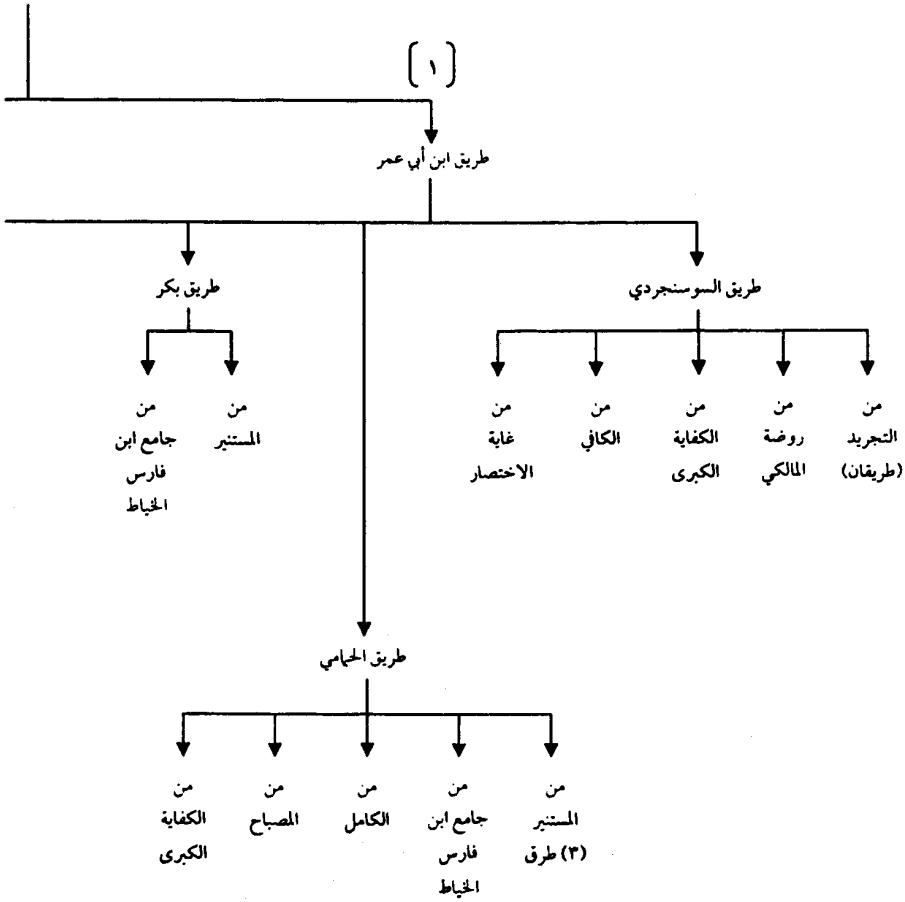 [١]
طريق ابن أبي عمر
طريق السوسنجردي
طريق بكر
من
التجريد
(طريقان)
من
روضة
المالكي
من
الكفاية
الكبرى
من
الكافي
من
غاية
الاختصار
من
المستنير
من
جامع ابن
فارس
الخياط
طريق الحمامي
من
المستنير
(٣) طرق
من
جامع ابن
فارس
الخياط
من
الكامل
من
المصباح
من
الكفاية
الكبرى